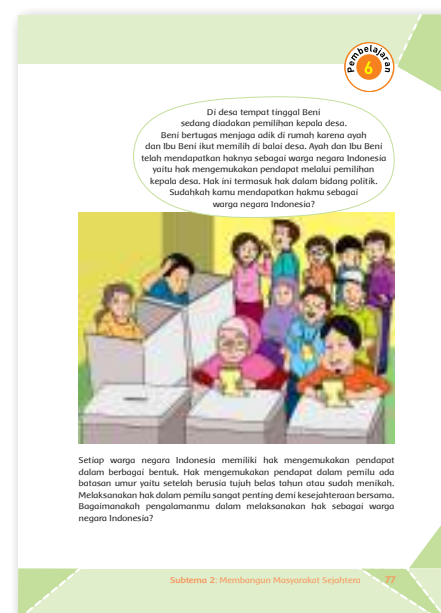 Pembelajaran
6
Di desa tempat tinggal Beni
sedang diadakan pemilihan kepala desa.
Beni bertugas menjaga adik di rumah karena ayah
dan Ibu Beni ikut memilih di balai desa. Ayah dan Ibu Beni
telah mendapatkan haknya sebagai warga negara Indonesia
yaitu hak mengemukakan pendapat melalui pemilihan
kepala desa. Hak ini termasuk hak dalam bidang politik.
Sudahkah kamu mendapatkan hakmu sebagai
warga negara Indonesia?
Setiap warga negara Indonesia memiliki hak mengemukakan pendapat
dalam berbagai bentuk. Hak mengemukakan pendapat dalam pemilu ada
batasan umur yaitu setelah berusia tujuh belas tahun atau sudah menikah.
Melaksanakan hak dalam pemilu sangat penting demi kesejahteraan bersama.
Bagaimanakah pengalamanmu dalam melaksanakan hak sebagai warga
negara Indonesia?
Subtema 2: Membangun Masyarakat Sejahtera 77